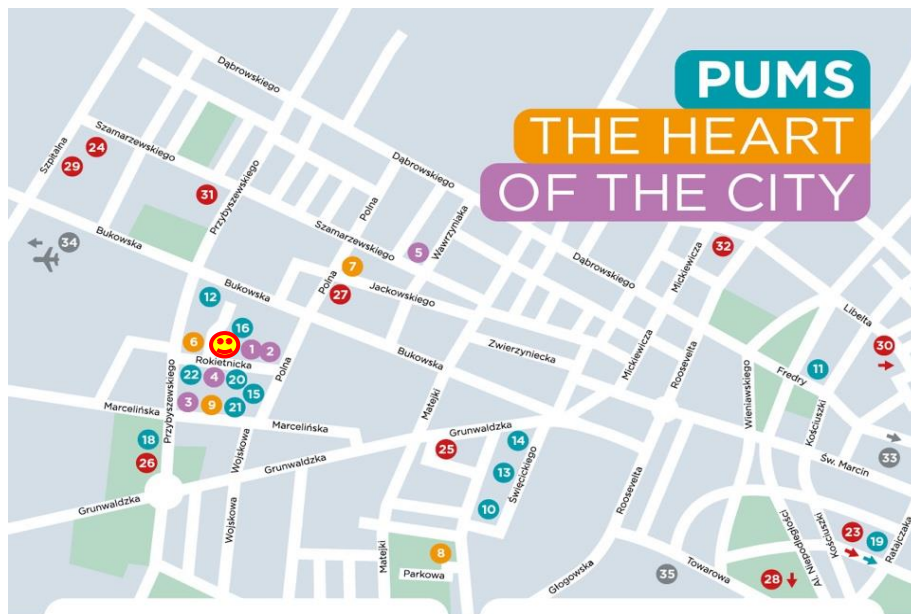 PUMS
THE HEART
OF THE CITY
Dąbrowskiego
Szpitalna
24
29
Szamarzewskiego
31
Przybyszewskiego
Dąbrowskiego
Polna
Wawrzyniaka
5
Szamarzewskiego
Bukowska
34
Mickiewicza
32
Dąbrowskiego
7
Polna
27
Jackowskiego
12
Bukowska
Libelta
30
16
6
1
2
Rokietnicka
Zwierzyniecka
Mickiewicza
Roosevelta
Bukowska
Polna
22
4
20
15
3
9
21
Przybyszewskiego
Wieniawskiego
Fredry
11
Kościuszki
Matejki
Marcelińska
Marcelińska
18
26
Wojskowa
Grunwaldzka
25
14
13
10
Święcickiego
33
Św. Marcin
Grunwaldzka
Grunwaldzka
Wojskowa
Roosevelta
Matejki
8
Parkowa
Głogowska
35
Towarowa
28
Al. Niepodległości
Kościuszki
23
19
Ratajczaka